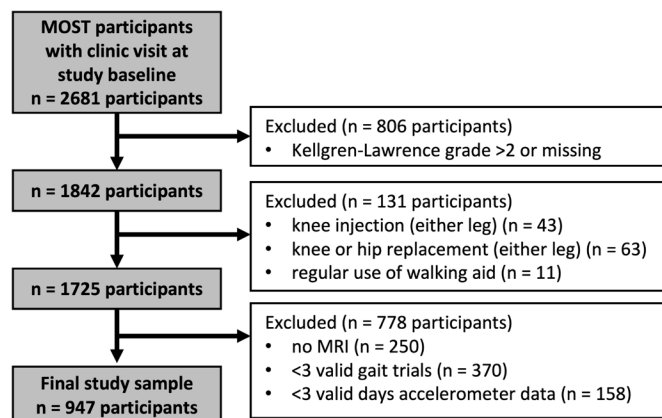 MOST participants
with clinic visit at
study baseline
n = 2681 participants
Excluded (n = 806 participants)
• Kellgren-Lawrence grade >2 or missing
n = 1842 participants
Excluded (n = 131 participants)
• knee injection (either leg) (n = 43)
• knee or hip replacement (either leg) (n = 63)
• regular use of walking aid (n = 11)
n = 1725 participants
Excluded (n = 778 participants)
• no MRI (n = 250)
• <3 valid gait trials (n = 370)
• <3 valid days accelerometer data (n = 158)
Final study sample
n = 947 participants